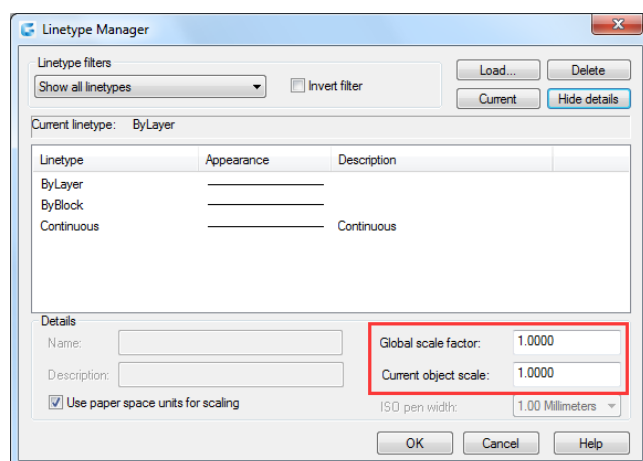 Linetype Manager
Linetype filters
Show all linetypes
Invert filter
Load...
Delete
Current
Hide details
Current linetype: ByLayer
Linetype Appearance Description
ByLayer
ByBlock
Continuous Continuous
Details
Name:
Global scale factor: 1.0000
Description:
Current object scale: 1.0000
Use paper space units for scaling
ISO pen width: 1.00 Millimeters
OK
Cancel
Help